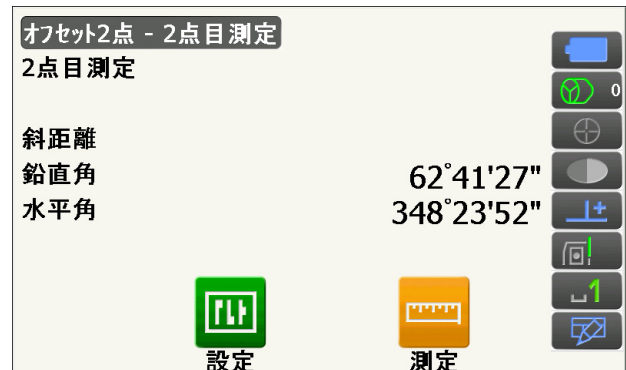 オフセット2点 - 2点目測定
2点目測定
0
斜距離
鉛直角 62°41'27"
水平角 348°23'52"
1
設定 測定